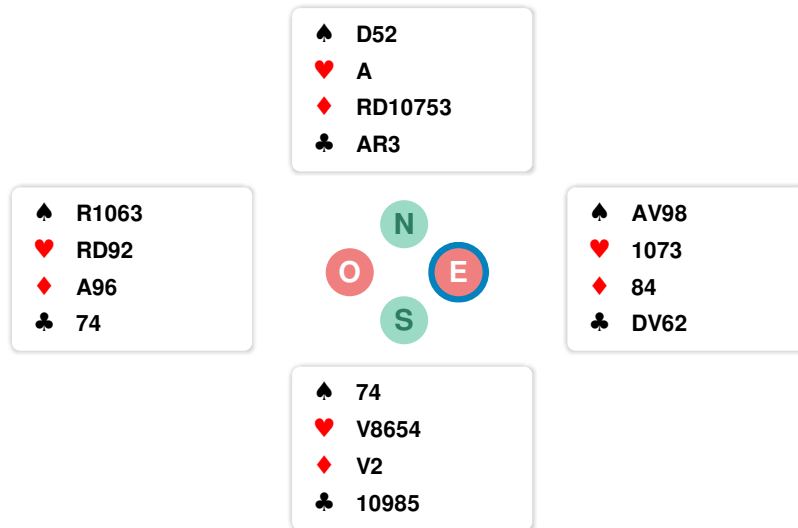 ♠ D52
♥ A
♦ RD10753
♣ AR3
♠ R1063
♥ RD92
♦ A96
♣ 74
N
O
E
S
♠ AV98
♥ 1073
♦ 84
♣ DV62
♠ 74
♥ V8654
♦ V2
♣ 10985